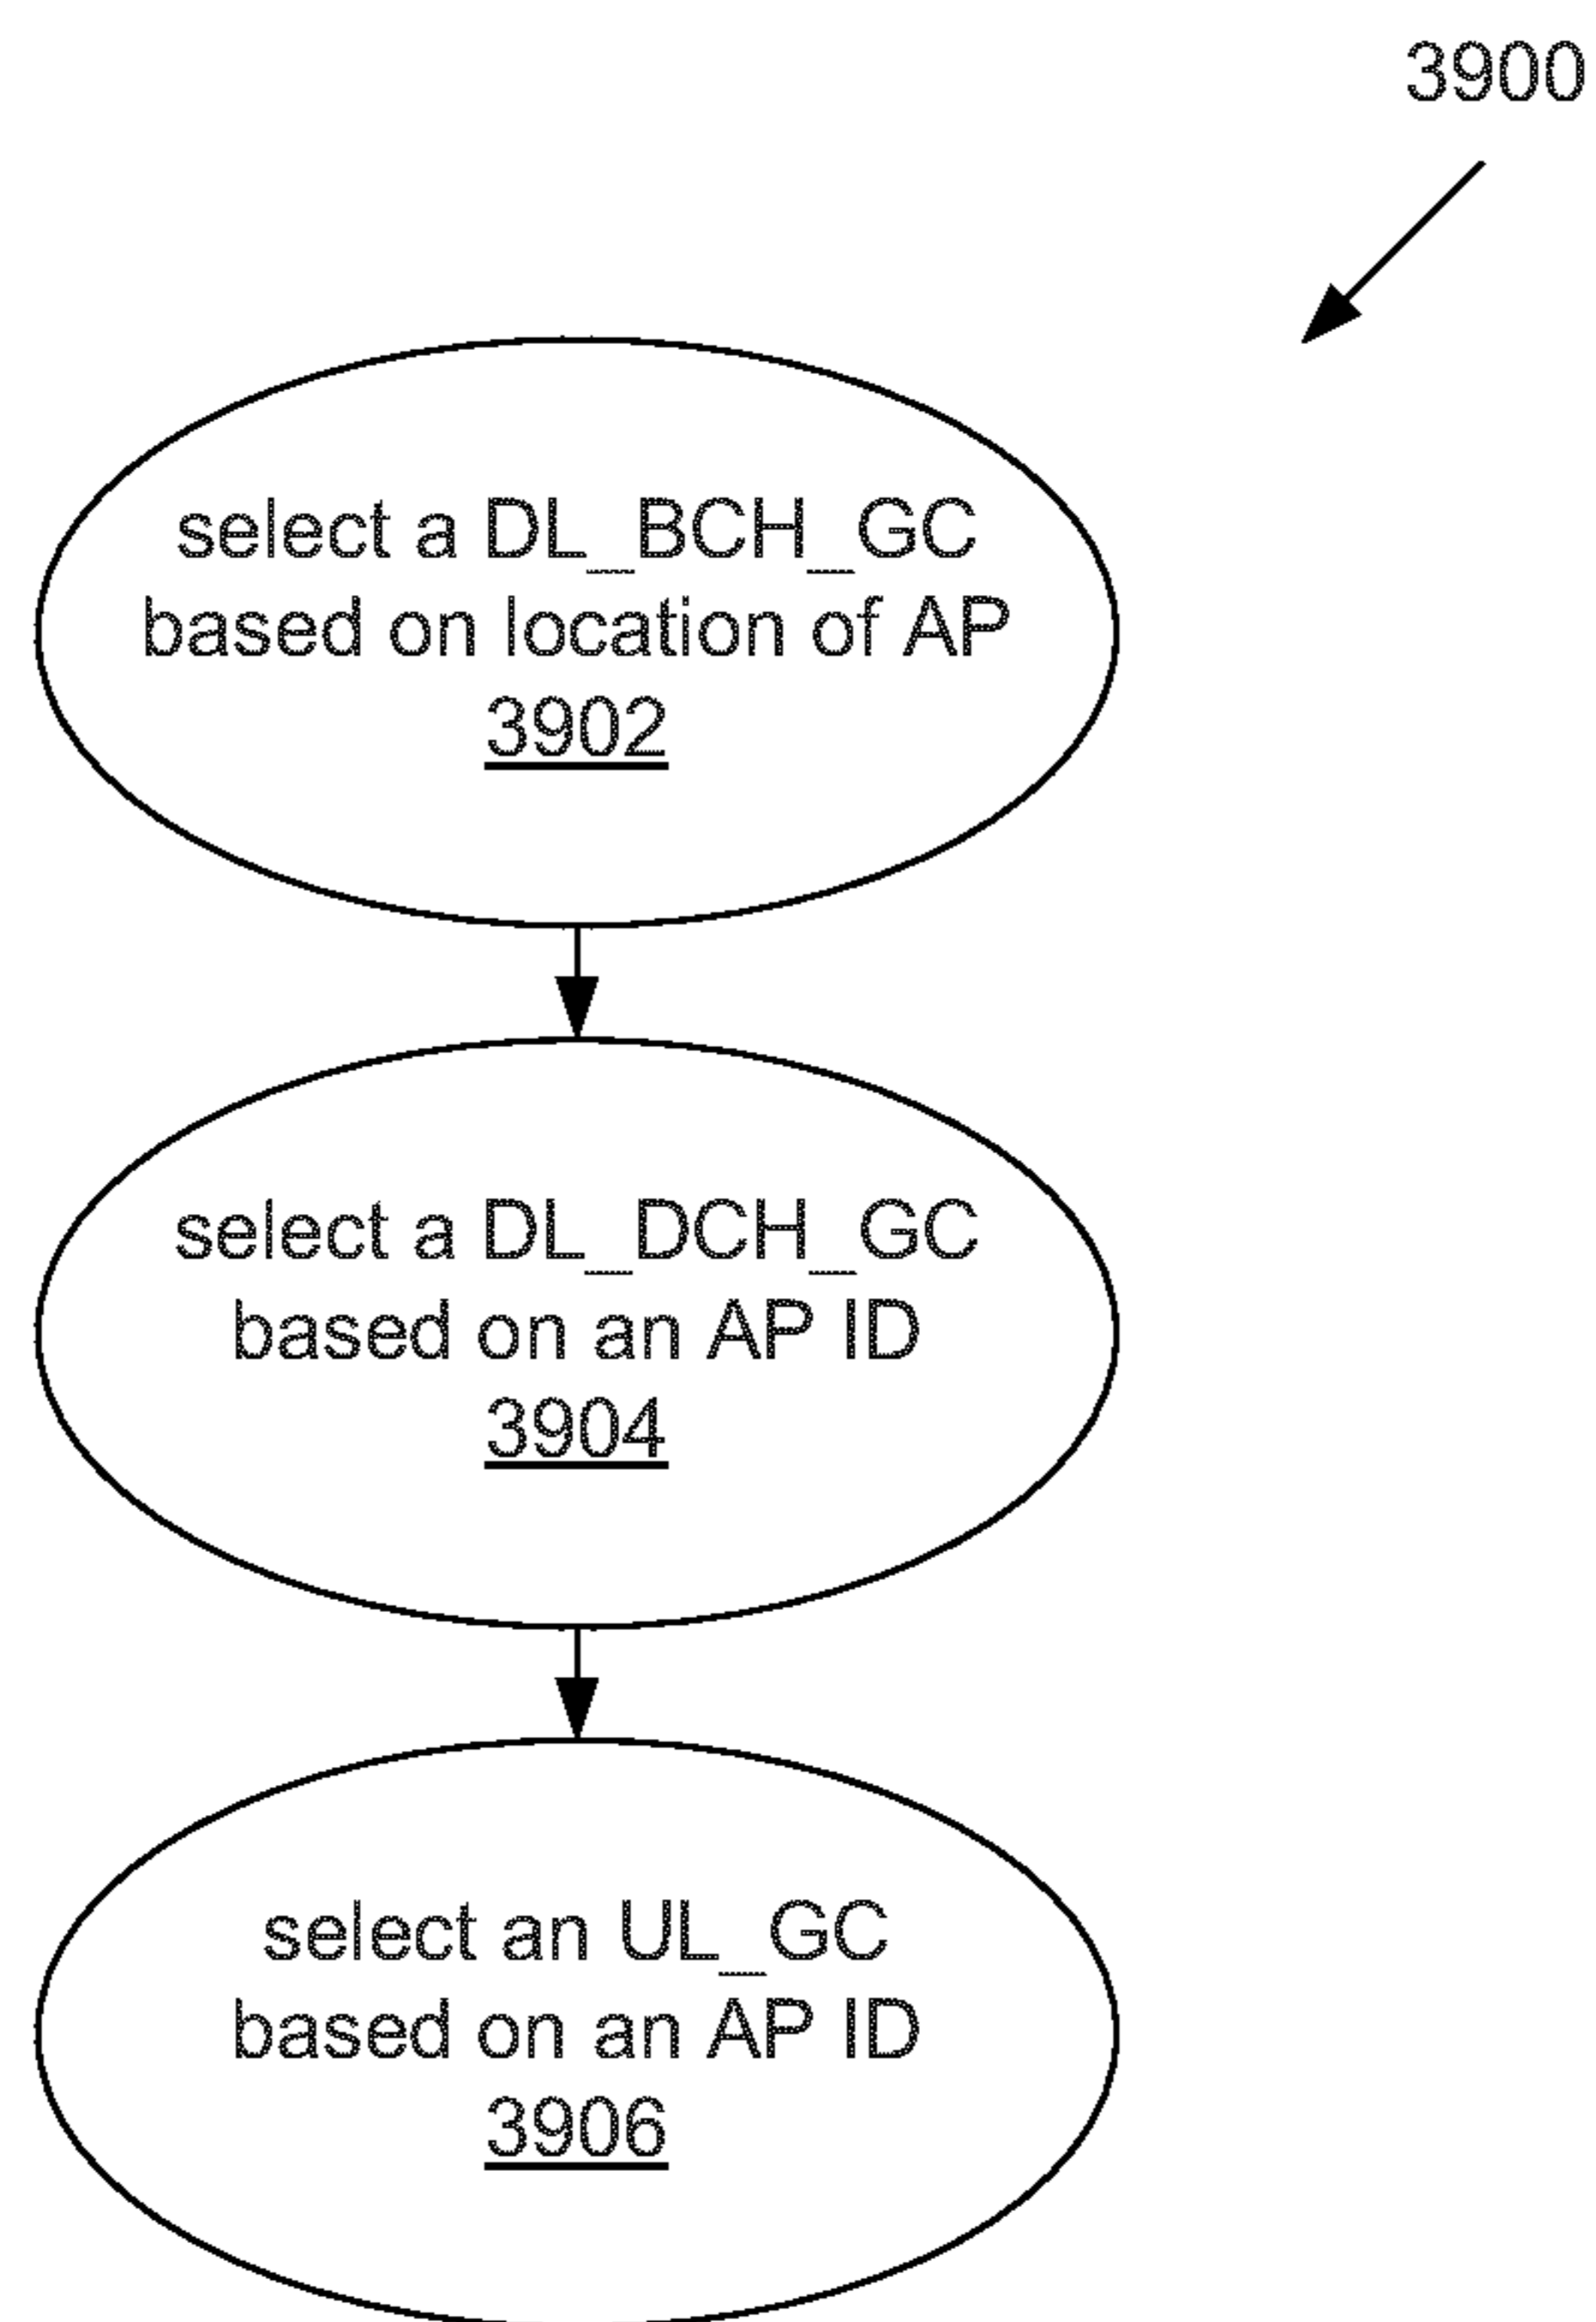 3900
select a DL_BCH_GC
based on location of AP
3902
select a DL_DCH_GC
based on an AP ID
3904
select an UL_GC
based on an AP ID
3906